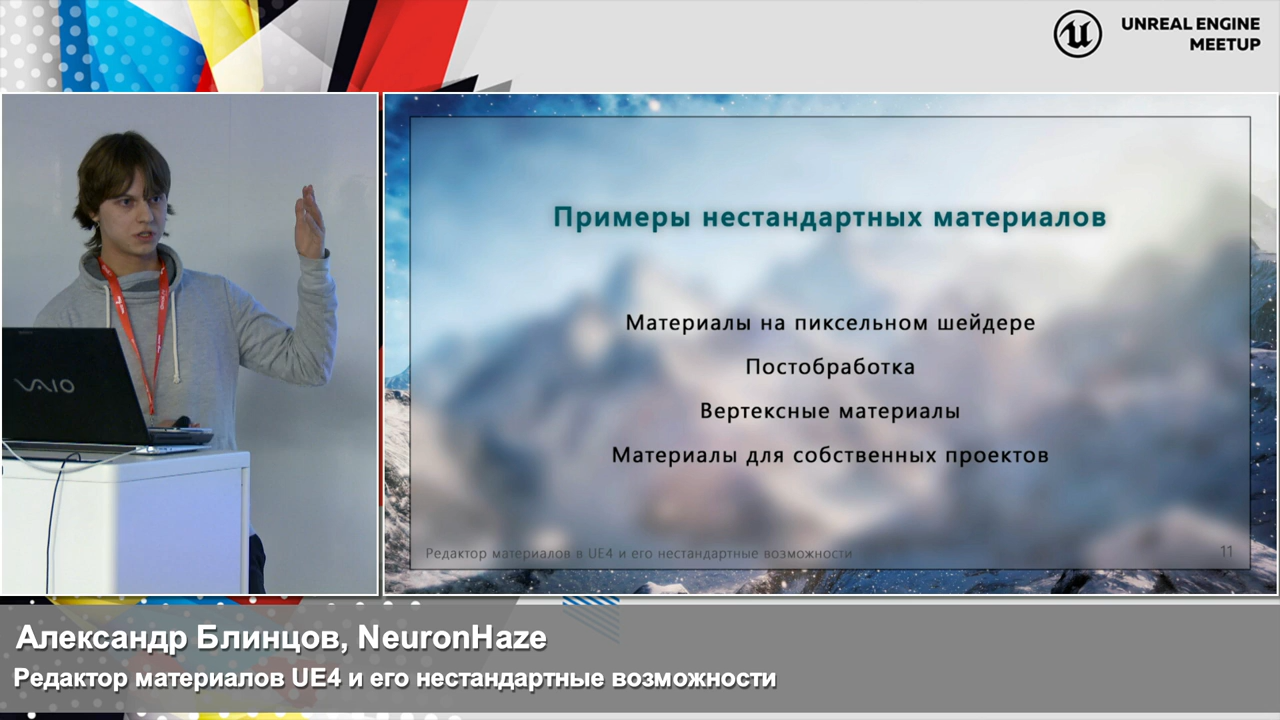 UNREAL ENGINE
MEETUP
Примеры нестандартных материалов
Материалы на пиксельном шейдере
Постобработка
Вертексные материалы
Материалы для собственных проектов
Редактор материалов в UE4 и его нестандартные возможности
11
VAIO
Александр Блинцов, NeuronHaze
Редактор материалов UE4 и его нестандартные возможности